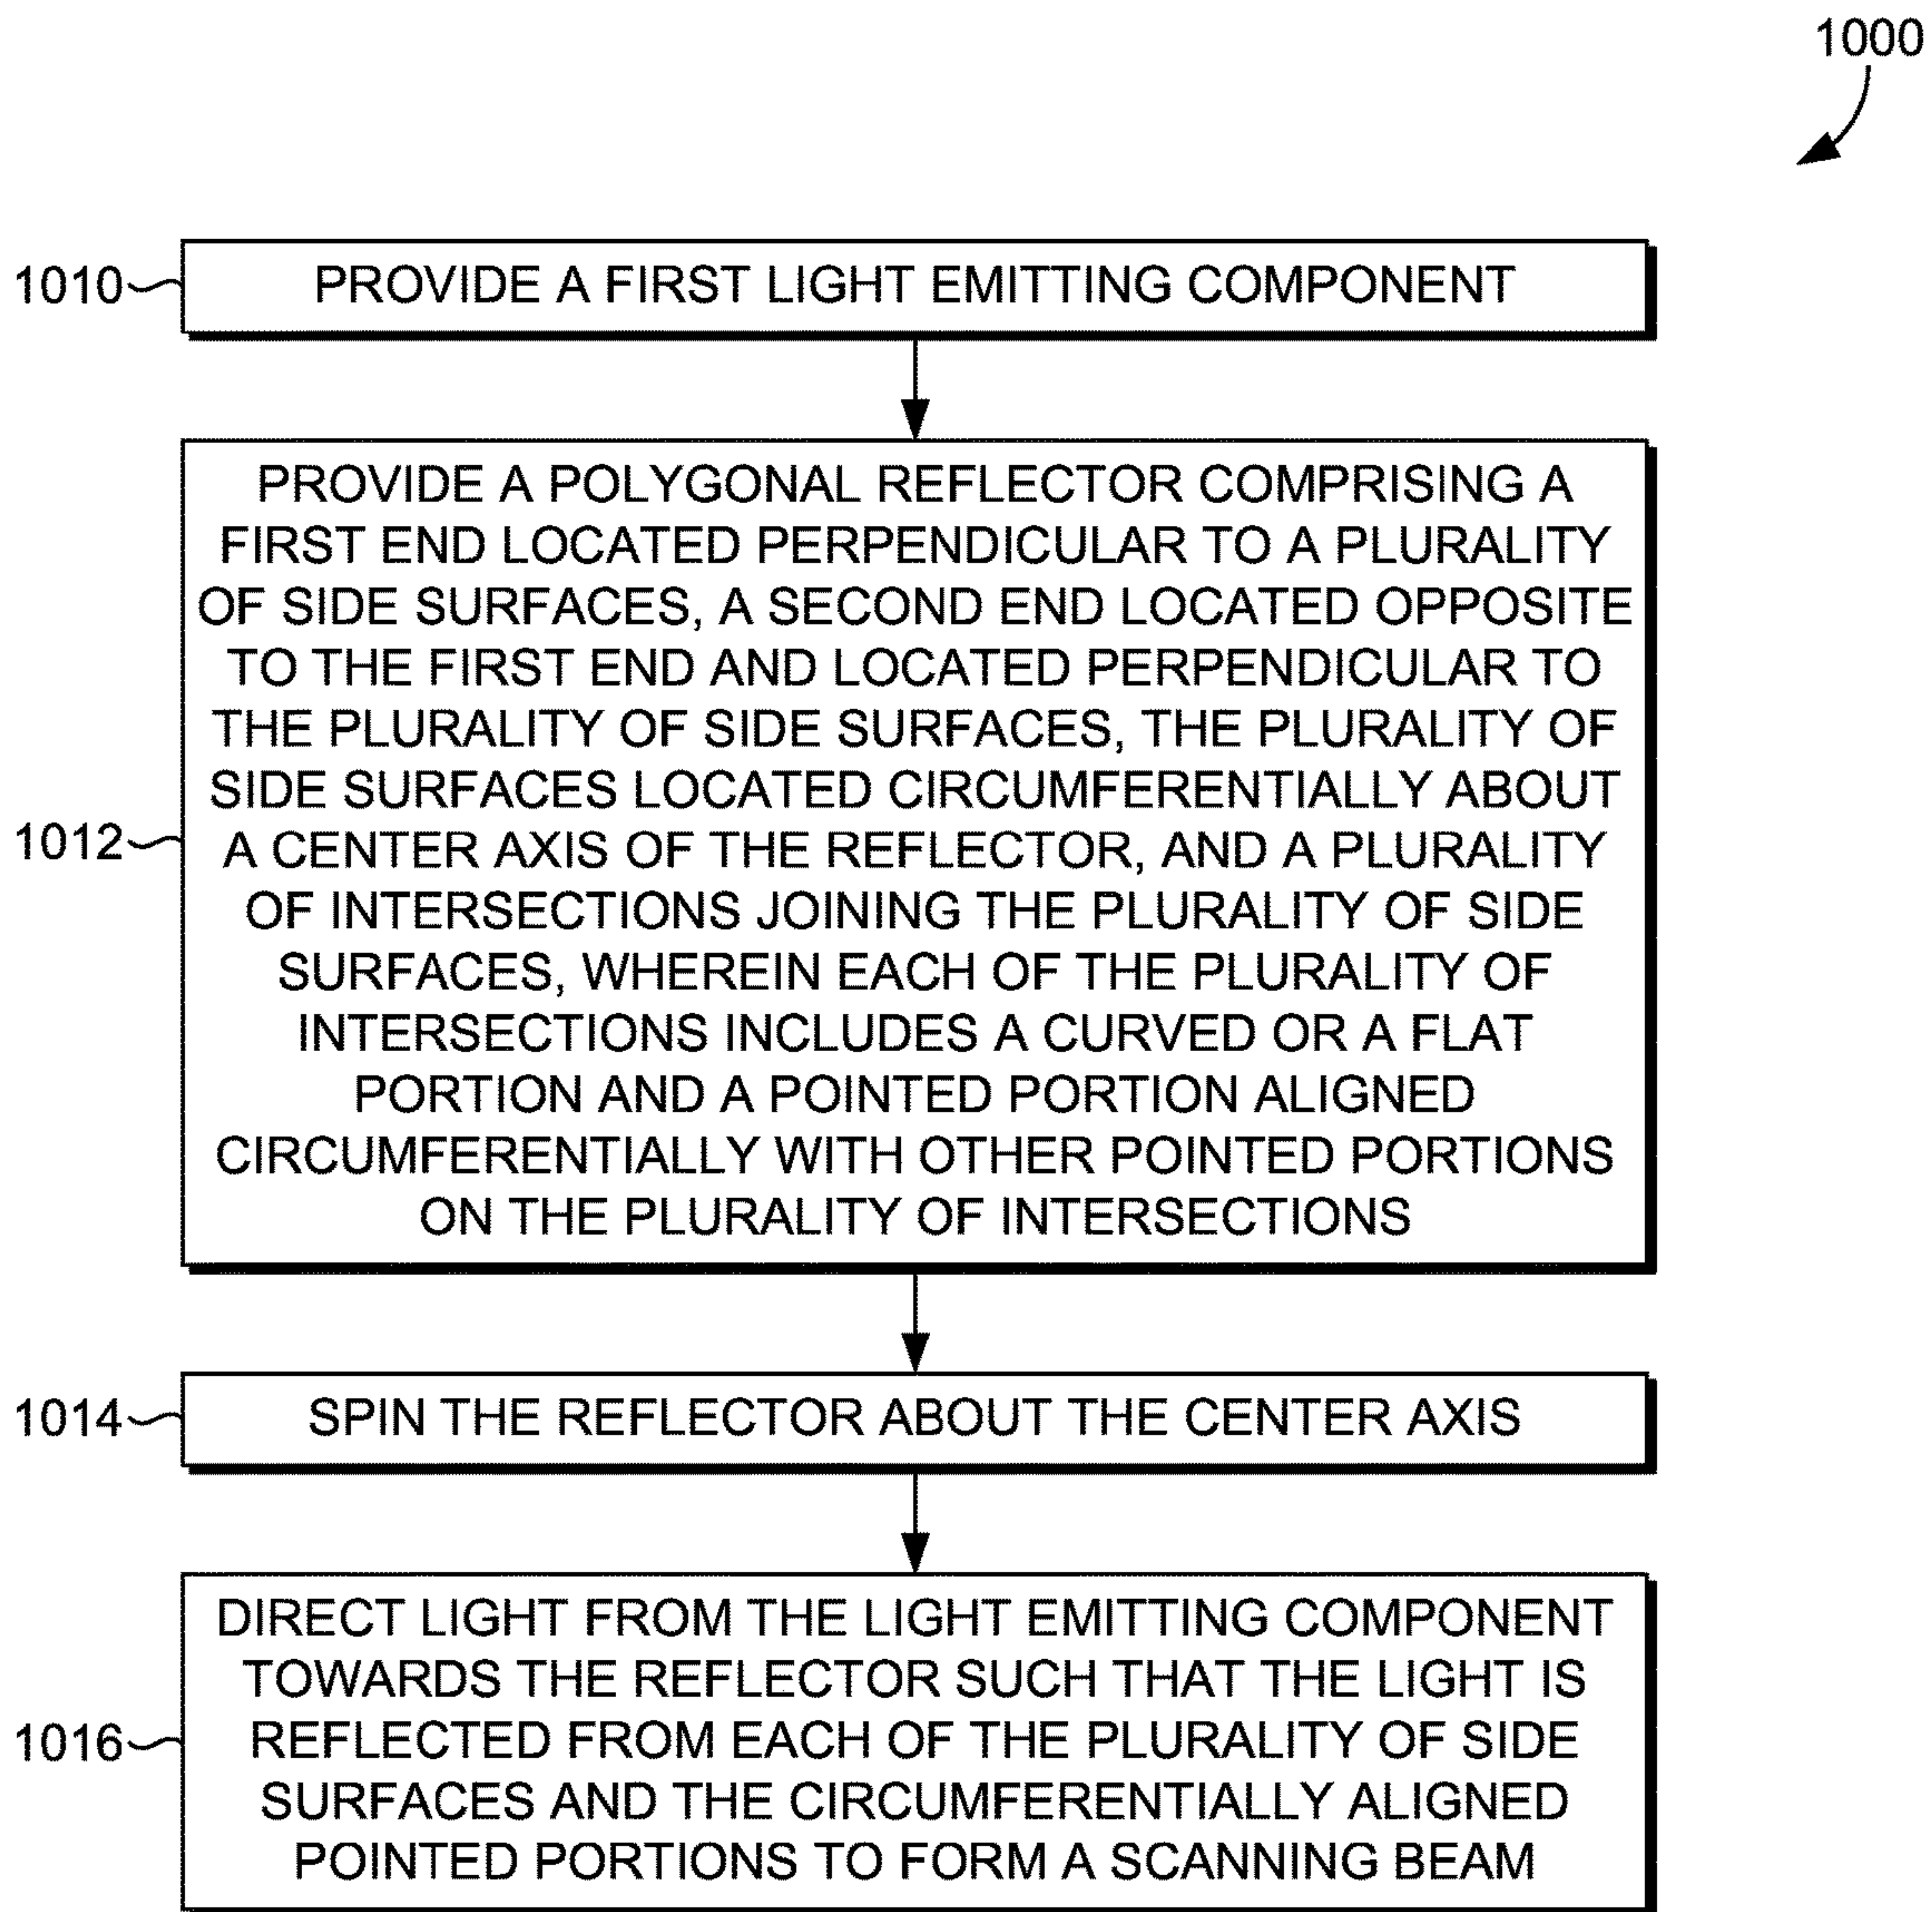 1000
1010
PROVIDE A FIRST LIGHT EMITTING COMPONENT
PROVIDE A POLYGONAL REFLECTOR COMPRISING A
FIRST END LOCATED PERPENDICULAR TO A PLURALITY
OF SIDE SURFACES, A SECOND END LOCATED OPPOSITE
TO THE FIRST END AND LOCATED PERPENDICULAR TO
THE PLURALITY OF SIDE SURFACES, THE PLURALITY OF
SIDE SURFACES LOCATED CIRCUMFERENTIALLY ABOUT
1012
A CENTER AXIS OF THE REFLECTOR, AND A PLURALITY
OF INTERSECTIONS JOINING THE PLURALITY OF SIDE
SURFACES, WHEREIN EACH OF THE PLURALITY OF
INTERSECTIONS INCLUDES A CURVED OR A FLAT
PORTION AND A POINTED PORTION ALIGNED
CIRCUMFERENTIALLY WITH OTHER POINTED PORTIONS
ON THE PLURALITY OF INTERSECTIONS
1014
SPIN THE REFLECTOR ABOUT THE CENTER AXIS
DIRECT LIGHT FROM THE LIGHT EMITTING COMPONENT
TOWARDS THE REFLECTOR SUCH THAT THE LIGHT IS
1016
REFLECTED FROM EACH OF THE PLURALITY OF SIDE
SURFACES AND THE CIRCUMFERENTIALLY ALIGNED
POINTED PORTIONS TO FORM A SCANNING BEAM